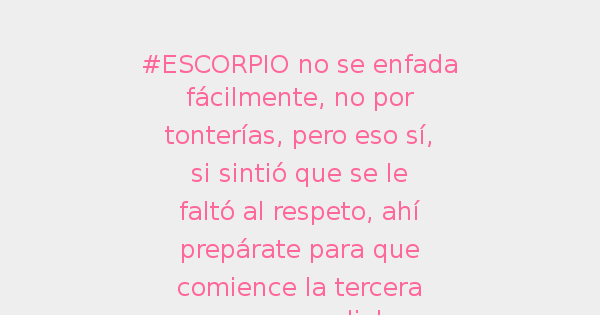 #ESCORPIO no se enfada
fácilmente, no por
tonterías, pero eso sí,
si sintió que se le
faltó al respeto, ahí
prepárate para que
comience la tercera